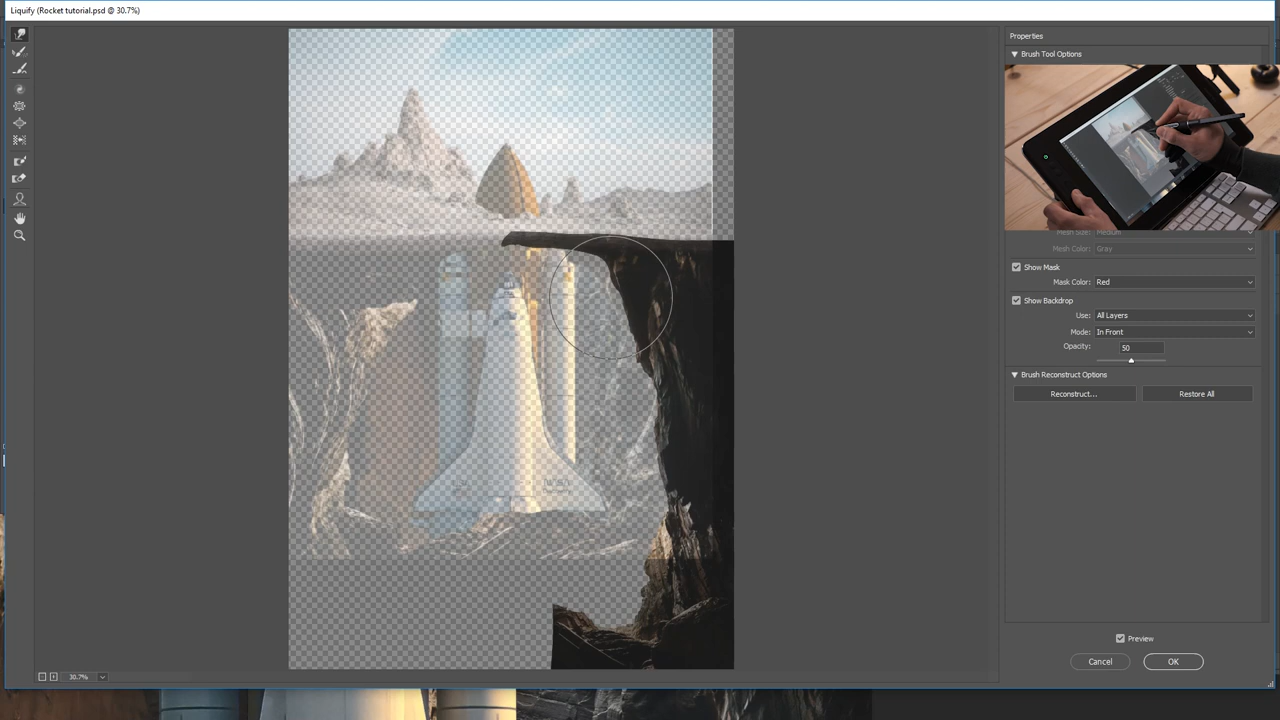 Liquify (Rocket tutorial.psd @ 30.7%)
Properties
Brush Tool Options
Mesh Size: Medium
Mesh Color: Gray
Show Mask
Mask Color: Red
Show Backdrop
Use: All Layers
Mode: In Front
Opacity: 50
Brush Reconstruct Options
Reconstruct... Restore All
Preview
Cancel OK
30.7%